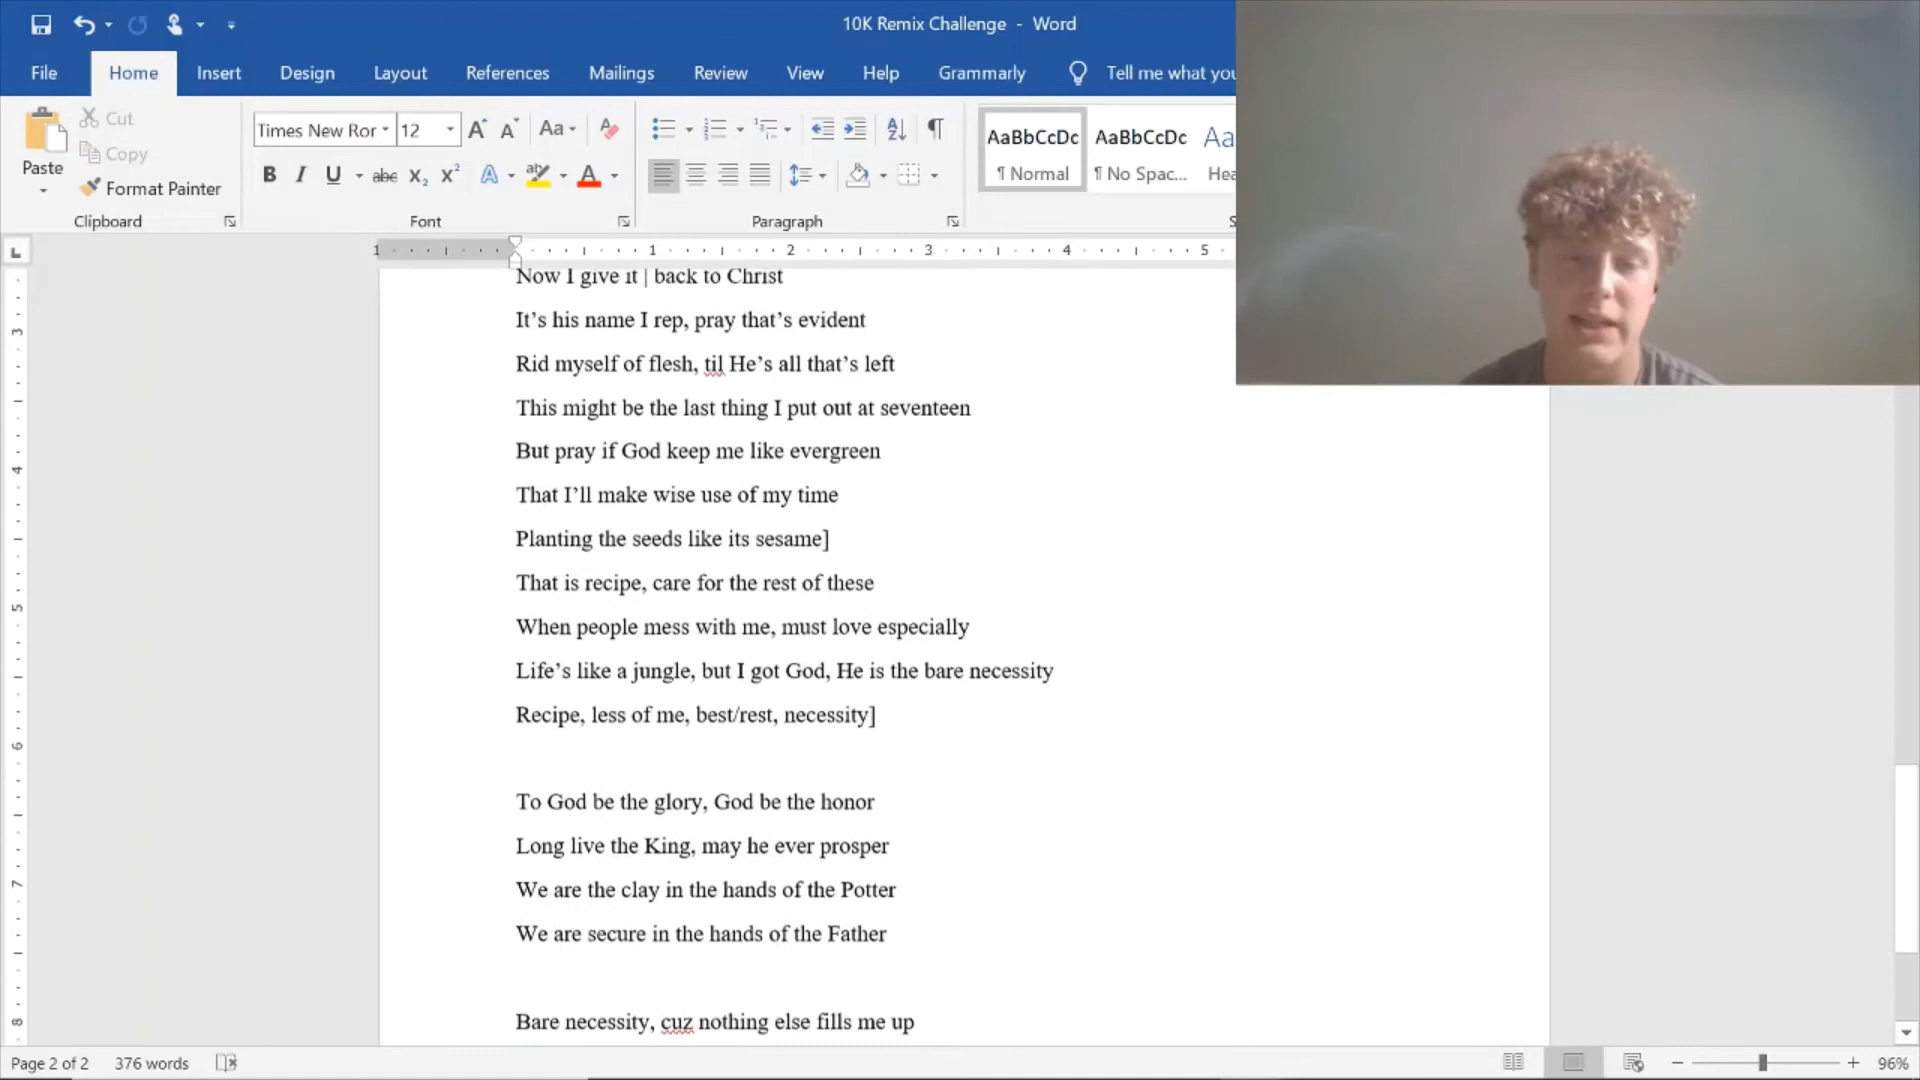 10K Remix Challenge - Word
File Home Insert Design Layout References Mailings Review View Help Grammarly Tell me what you
Paste
Cut
Copy
Format Painter
Times New Ror 12
AaBbCcDc AaBbCcDc Aa
¶ Normal ¶ No Spac... Hea
Clipboard Font Paragraph S
1 1 2 3 4 5
Now I give it | back to Christ
It’s his name I rep, pray that’s evident
Rid myself of flesh, til He’s all that’s left
This might be the last thing I put out at seventeen
But pray if God keep me like evergreen
That I’ll make wise use of my time
Planting the seeds like its sesame]
That is recipe, care for the rest of these
When people mess with me, must love especially
Life’s like a jungle, but I got God, He is the bare necessity
Recipe, less of me, best/rest, necessity]
To God be the glory, God be the honor
Long live the King, may he ever prosper
We are the clay in the hands of the Potter
We are secure in the hands of the Father
Bare necessity, cuz nothing else fills me up
Page 2 of 2 376 words 96%